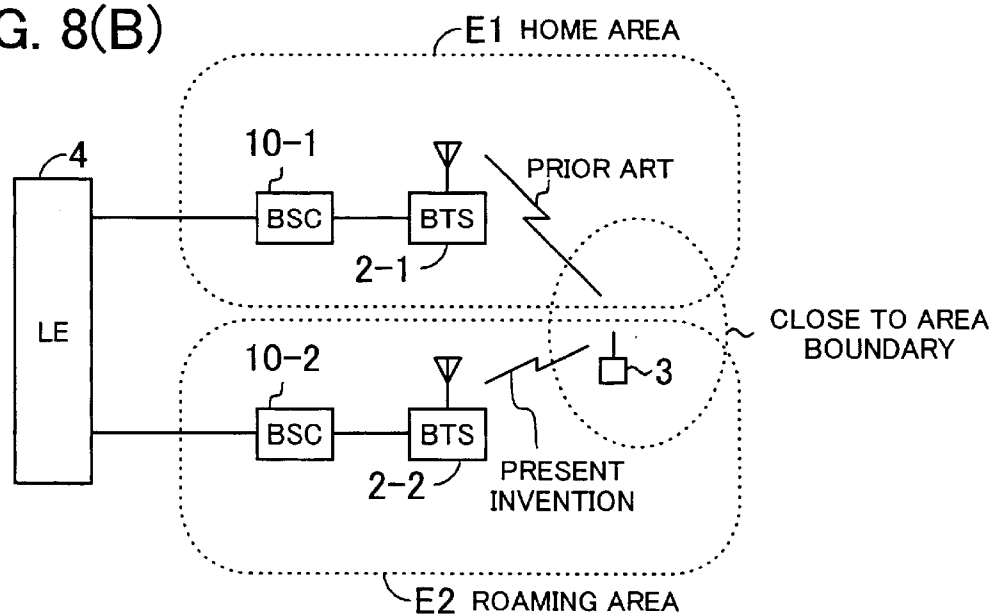 G. 8(B)
E1 HOME AREA
4
10-1
BSC
BTS
2-1
PRIOR ART
LE
CLOSE TO AREA
BOUNDARY
3
10-2
BSC
BTS
2-2
PRESENT
INVENTION
E2 ROAMING AREA